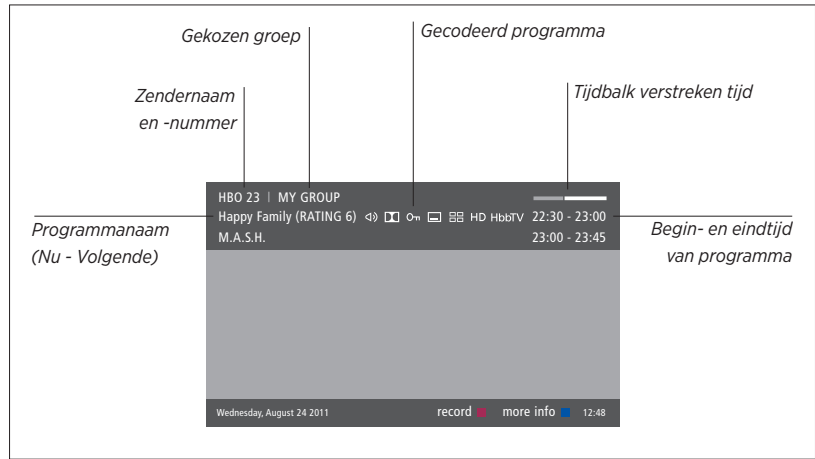 Gekozen groep
Gecodeerd programma
Zendernaam
en -nummer
Tijdbalk verstreken tijd
HBO 23 | MY GROUP
Happy Family (RATING 6) HD HbbTV 22:30 - 23:00
M.A.S.H. 23:00 - 23:45
Programmanaam
(Nu - Volgende)
Begin- en eindtijd
van programma
Wednesday, August 24 2011 record more info 12:48